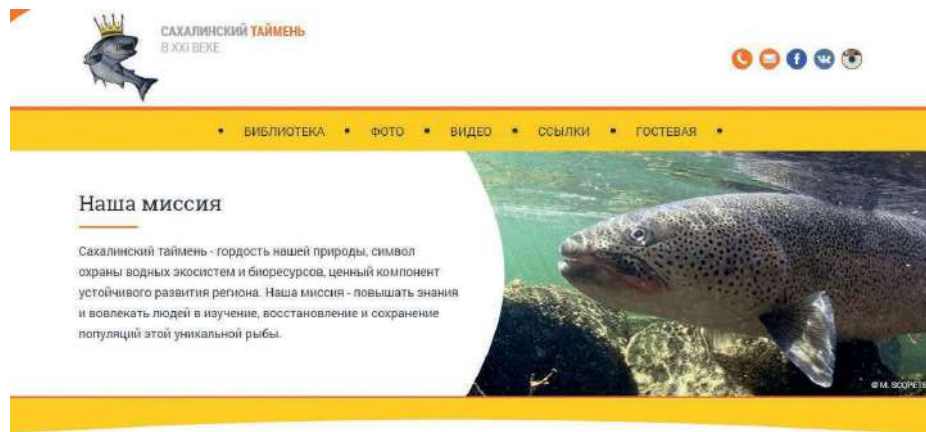 САХАЛИНСКИЙ ТАЙМЕНЬ
В XXI ВЕКЕ
• БИБЛИОТЕКА • ФОТО • ВИДЕО • ССЫЛКИ • ГОСТЕВАЯ •
Наша миссия
Сахалинский таймень - гордость нашей природы, символ
охраны водных экосистем и биоресурсов, ценный компонент
устойчивого развития региона. Наша миссия - повышать знания
и вовлекать людей в изучение, восстановление и сохранение
популяций этой уникальной рыбы.
© M. SCOPETS